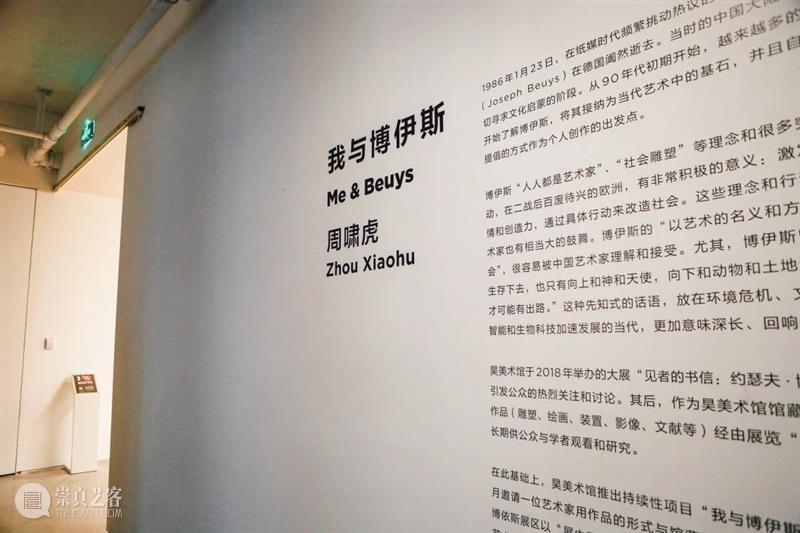 我与博伊斯
Me & Beuys
周啸虎
Zhou Xiaohu
1986年1月23日，在纸媒时代频繁挑动热议的
（Joseph Beuys）在德国阖然逝去。当时的中国大陆
切寻求文化启蒙的阶段。从90年代初期开始，越来越多的
开始了解博伊斯，将其接纳为当代艺术中的基石，并且自
提倡的方式作为个人创作的出发点。
博伊斯“人人都是艺术家”、“社会雕塑” 等理念和很多
动，在二战后百废待兴的欧洲，有非常积极的意义：激发
情和创造力，通过具体行动来改造社会。这些理念和行
术家也有相当大的鼓舞。博伊斯的“以艺术的名义和方
会”，很容易被中国艺术家理解和接受。尤其，博伊斯
生存下去，也只有向上和神和天使，向下和动物和土地
才可能有出路。”这种先知式的话语，放在环境危机、
智能和生物科技加速发展的当代，更加意味深长、回响
昊美术馆于2018年举办的大展“见者的书信：约瑟夫·
引发公众的热烈关注和讨论。其后，作为昊美术馆馆藏
作品（雕塑、绘画、装置、影像、文献等）经由展览“
长期供公众与学者观看和研究。
在此基础上，昊美术馆推出持续性项目“我与博伊斯
月邀请一位艺术家用作品的形式与馆藏
博依斯展区以“展中
崇真艺客
TRUEART.COM